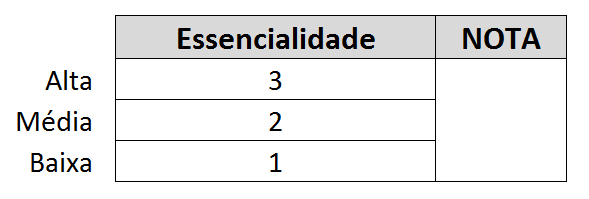 Essencialidade NOTA
Alta 3
Média 2
Baixa 1